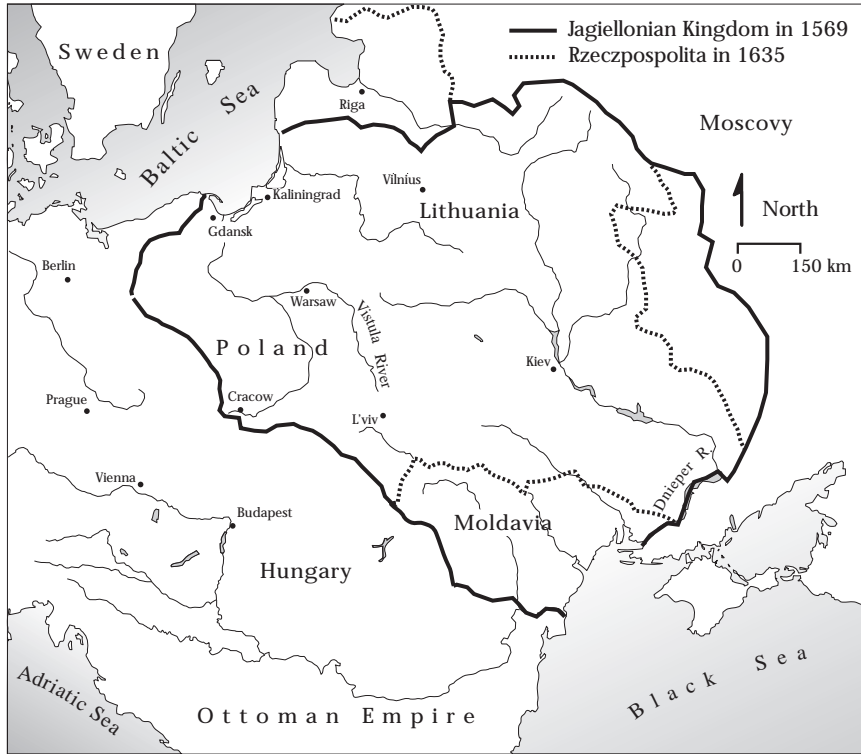 Jagiellonian Kingdom in 1569
Rzeczpospolita in 1635
Sweden
Riga
Moscovy
Baltic Sea
Vilníus
Kaliningrad
Lithuania
Gdansk
North
0 150 km
Berlin
Warsaw
Vistula River
Poland
Kiev
Prague
Cracow
L'viv
Dnieper R.
Vienna
Moldavia
Budapest
Hungary
Adriatic Sea
Black Sea
Ottoman Empire